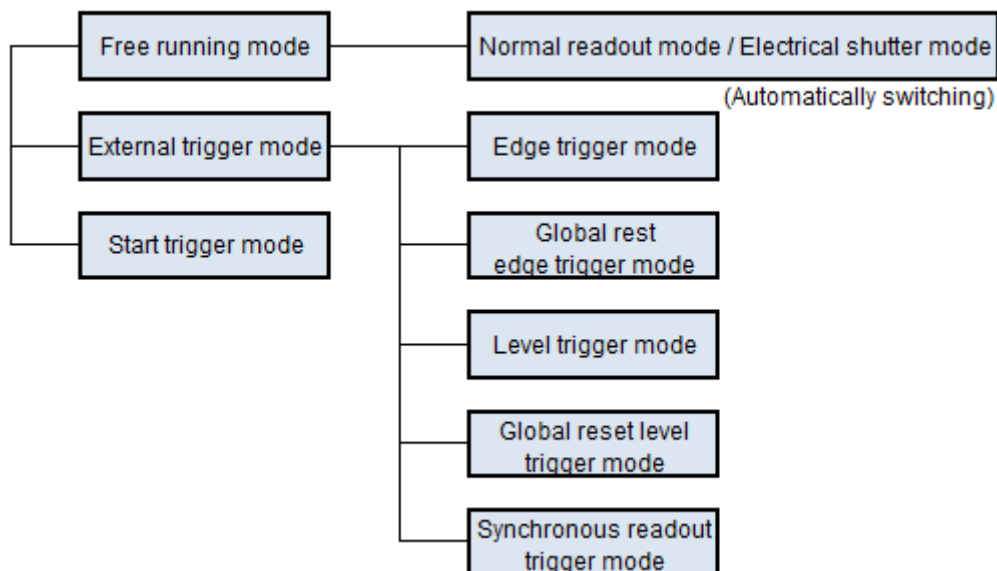 Free running mode
Normal readout mode / Electrical shutter mode
(Automatically switching)
External trigger mode
Edge trigger mode
Start trigger mode
Global rest
edge trigger mode
Level trigger mode
Global reset level
trigger mode
Synchronous readout
trigger mode